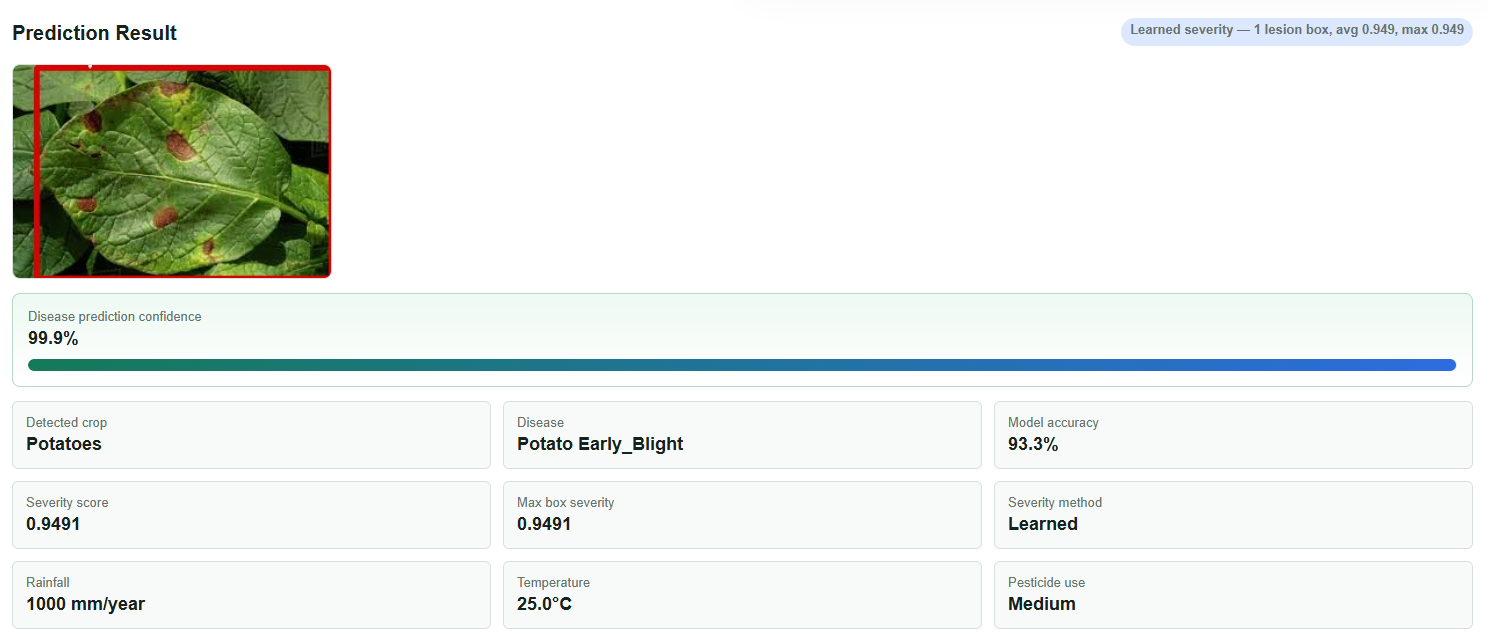 Prediction Result
Learned severity — 1 lesion box, avg 0.949, max 0.949
Disease prediction confidence
99.9%
Detected crop
Potatoes
Disease
Potato Early_Blight
Model accuracy
93.3%
Severity score
0.9491
Max box severity
0.9491
Severity method
Learned
Rainfall
1000 mm/year
Temperature
25.0°C
Pesticide use
Medium